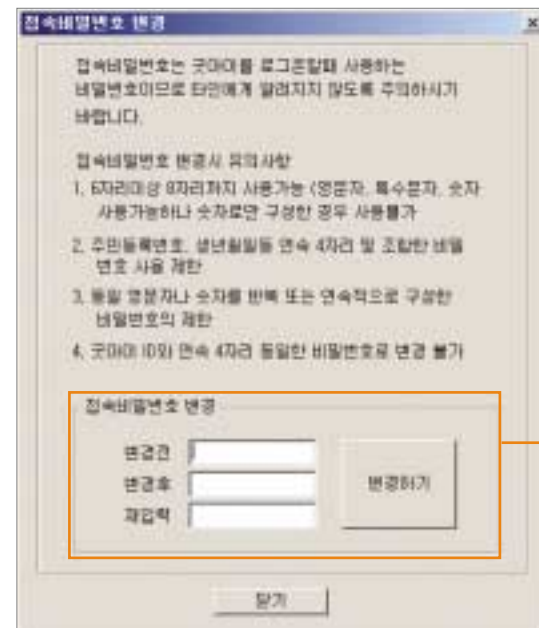 접속비밀번호 변경
접속비밀번호는 굿아이를 로그온할때 사용하는
비밀번호이므로 타인에게 알려지지 않도록 주의하시기
바랍니다.
접속비밀번호 변경시 유의사항
1. 6자리이상 8자리까지 사용가능 (영문자, 특수문자, 숫자
사용가능하나 숫자로만 구성한 경우 사용불가
2. 주민등록번호, 생년월일등 연속 4자리 및 조합한 비밀
번호 사용 제한
3. 동일 영문자나 숫자를 반복 또는 연속적으로 구성한
비밀번호의 제한
4. 굿아이 ID와 연속 4자리 동일한 비밀번호로 변경 불가
접속비밀번호 변경
변경전
변경후
변경하기
재입력
닫기